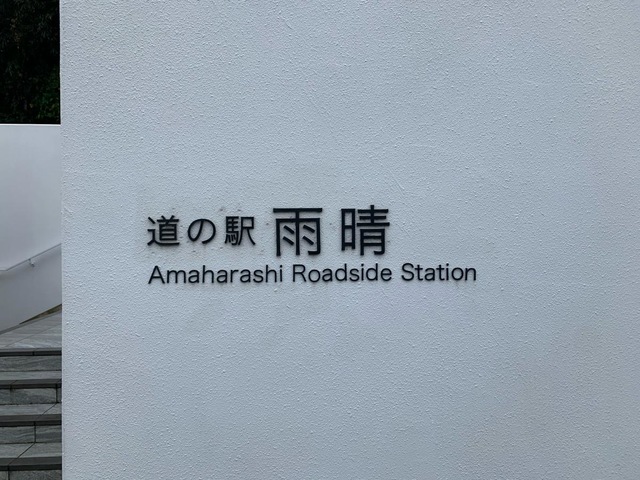 道の駅 雨晴
Amaharashi Roadside Station